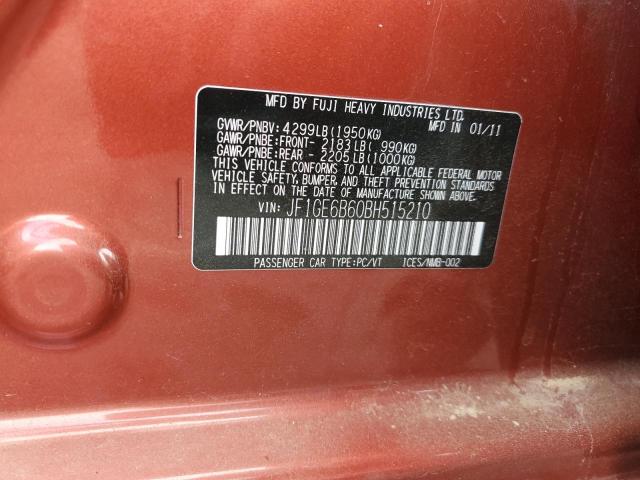 MFD BY FUJI HEAVY INDUSTRIES LTD.
GVWR/PNBV: 4299LB(1950KG) MFD IN 01/11
GAWR/PNBE:FRONT- 2183LB( 990KG)
GAWR/PNBE:REAR - 2205LB(1000KG)
THIS VEHICLE CONFORMS TO ALL APPLICABLE FEDERAL MOTOR
VEHICLE SAFETY, BUMPER, AND THEFT PREVENTION STANDARDS
IN EFFECT ON THE DATE OF MANUFACTURE SHOWN ABOVE.
VIN: JF1GE6B60BH515210
PASSENGER CAR TYPE:PC/VT ICES/NMB-002